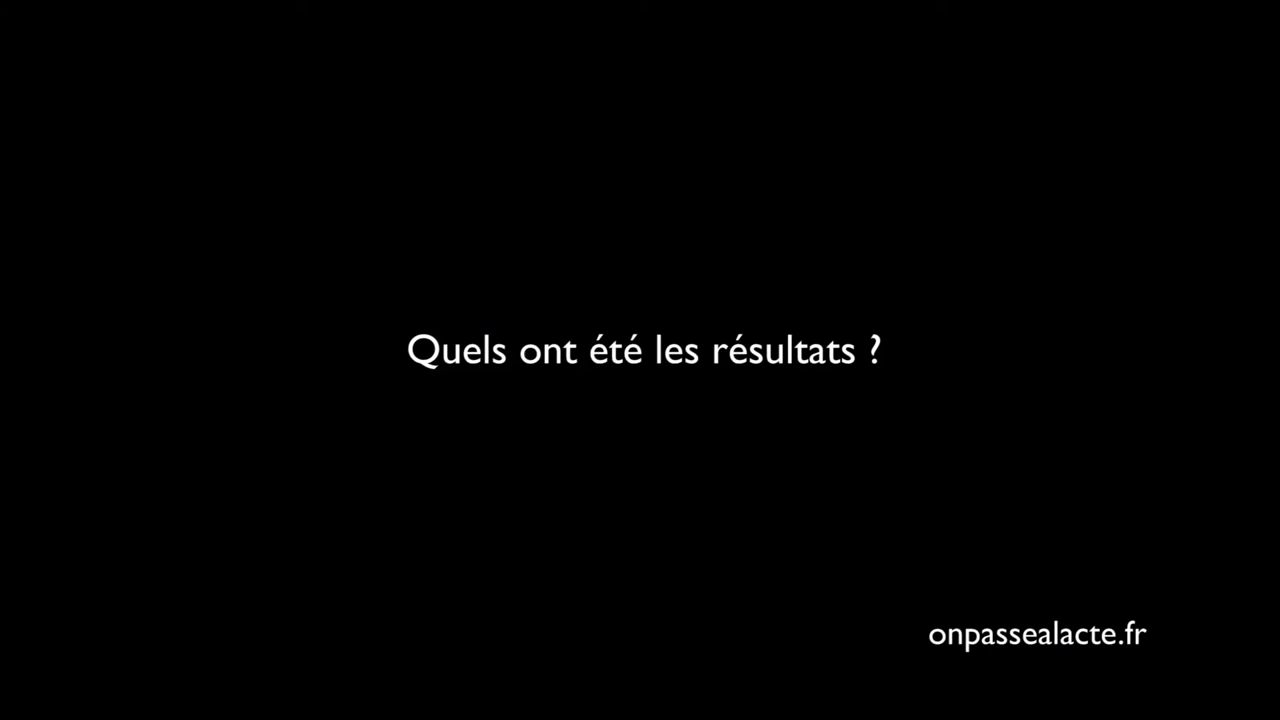 Quels ont été les résultats ?
onpassealacte.fr